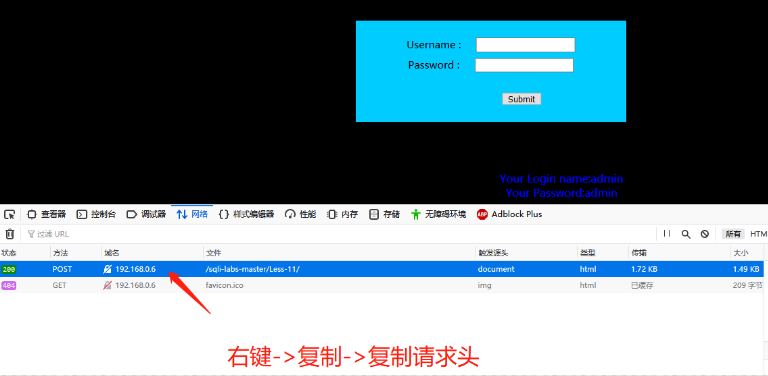 Username :
Password :
Submit
Your Login name:admin
Your Password:admin
查看器 控制台 调试器 网络 样式编辑器 性能 内存 存储 无障碍环境 ABP Adblock Plus
过滤 URL 所有 HTM
状态 方法 域名 文件 触发源头 类型 传输 大小
200 POST 192.168.0.6 /sqli-labs-master/Less-11/ document html 1.72 KB 1.49 KB
404 GET 192.168.0.6 favicon.ico img html 已缓存 209 字节
右键->复制->复制请求头